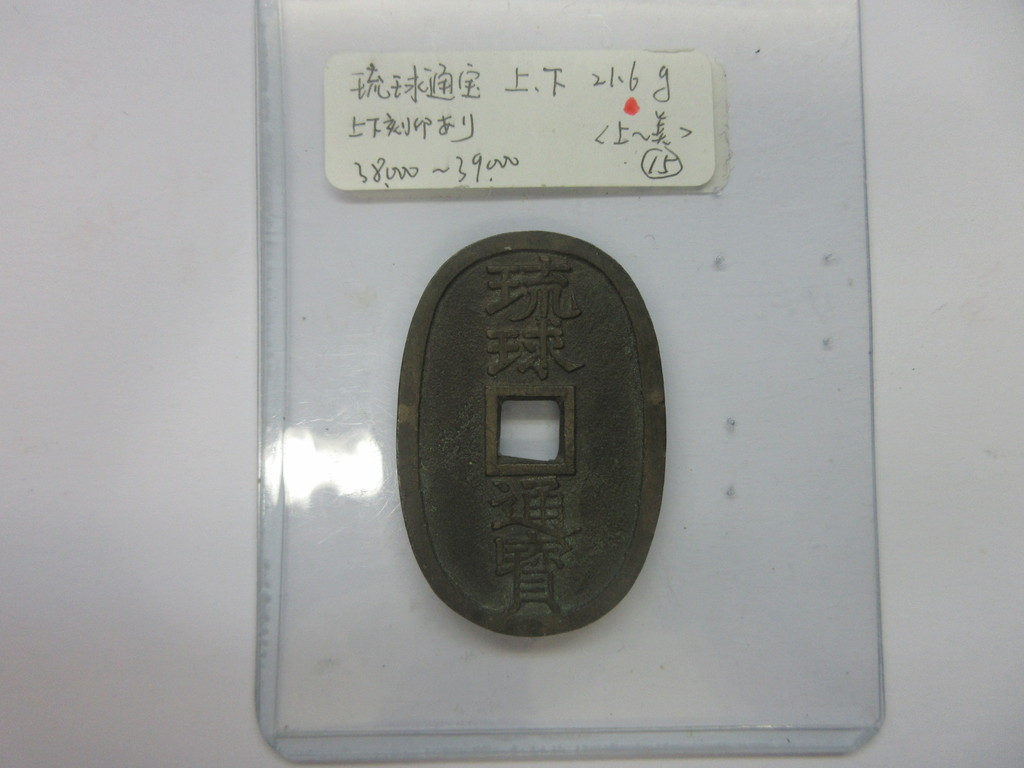 琉球通宝 上、下 21.6g
上下刻印あり <上~美>
38,000~39,000 ⑮
琉
球
通
寳